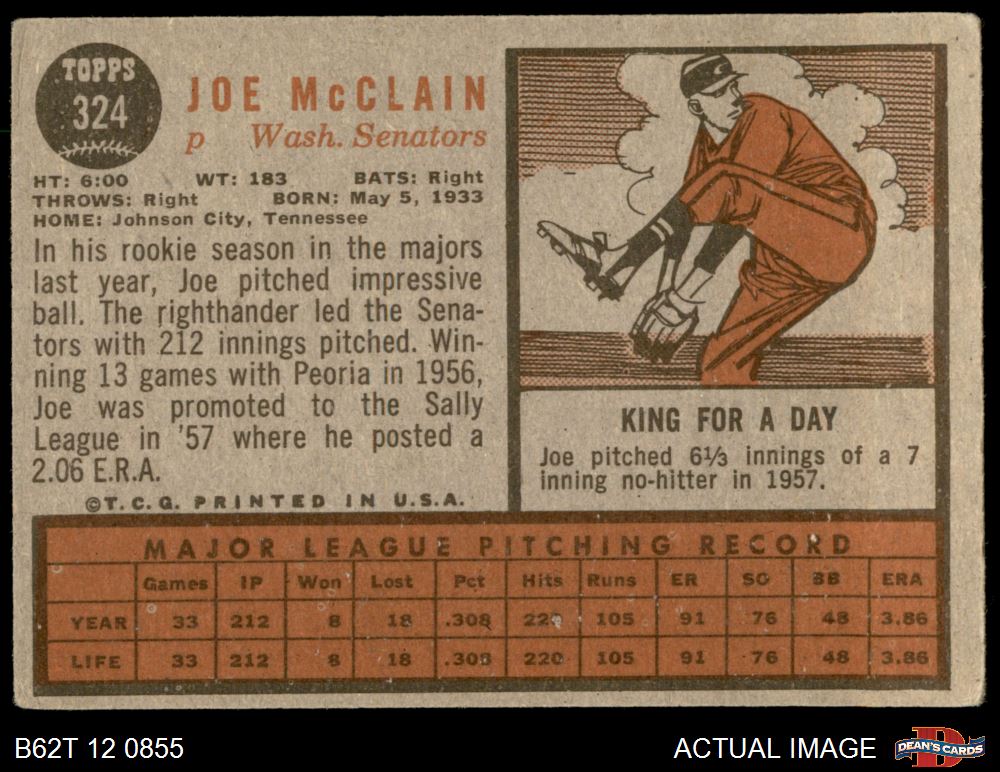 TOPPS
324
JOE McCLAIN
p Wash. Senators
HT: 6:00 WT: 183 BATS: Right
THROWS: Right BORN: May 5, 1933
HOME: Johnson City, Tennessee
In his rookie season in the majors
last year, Joe pitched impressive
ball. The righthander led the Sena-
tors with 212 innings pitched. Win-
ning 13 games with Peoria in 1956,
Joe was promoted to the Sally
League in '57 where he posted a
2.06 E.R.A.
©T.C.G. PRINTED IN U.S.A.
KING FOR A DAY
Joe pitched 6⅓ innings of a 7
inning no-hitter in 1957.
MAJOR LEAGUE PITCHING RECORD
Games IP Won Lost Pct Hits Runs ER SO BB ERA
YEAR 33 212 8 18 .308 220 105 91 76 48 3.86
LIFE 33 212 8 18 .308 220 105 91 76 48 3.86
B62T 12 0855
ACTUAL IMAGE
DEAN'S CARDS